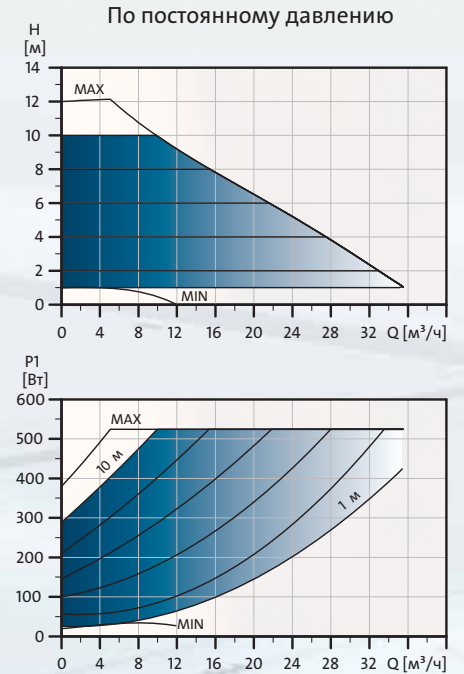 По постоянному давлению
H
[м]
14
MAX
12
10
8
6
4
2
MIN
0
0 4 8 12 16 20 24 28 32 Q [м³/ч]
P1
[Вт]
600
MAX
500
10 м
400
300
1 м
200
100
MIN
0
0 4 8 12 16 20 24 28 32 Q [м³/ч]